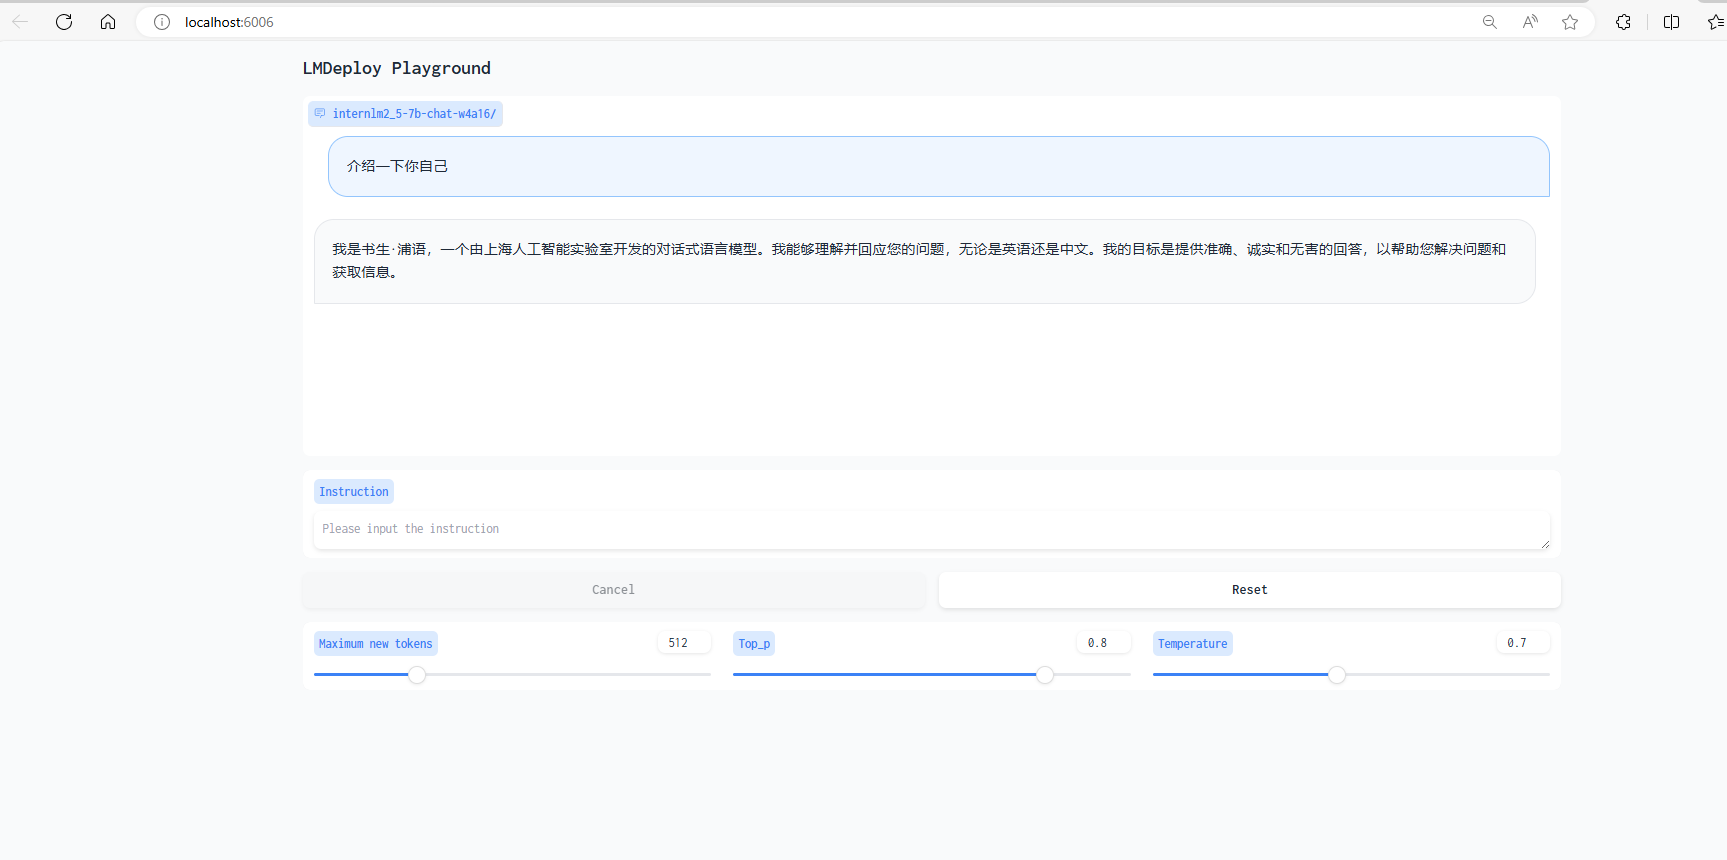 localhost:6006
LMDeploy Playground
internlm2_5-7b-chat-w4a16/
介绍一下你自己
我是书生·浦语，一个由上海人工智能实验室开发的对话式语言模型。我能够理解并回应您的问题，无论是英语还是中文。我的目标是提供准确、诚实和无害的回答，以帮助您解决问题和
获取信息。
Instruction
Please input the instruction
Cancel Reset
Maximum new tokens 512 Top_p 0.8 Temperature 0.7